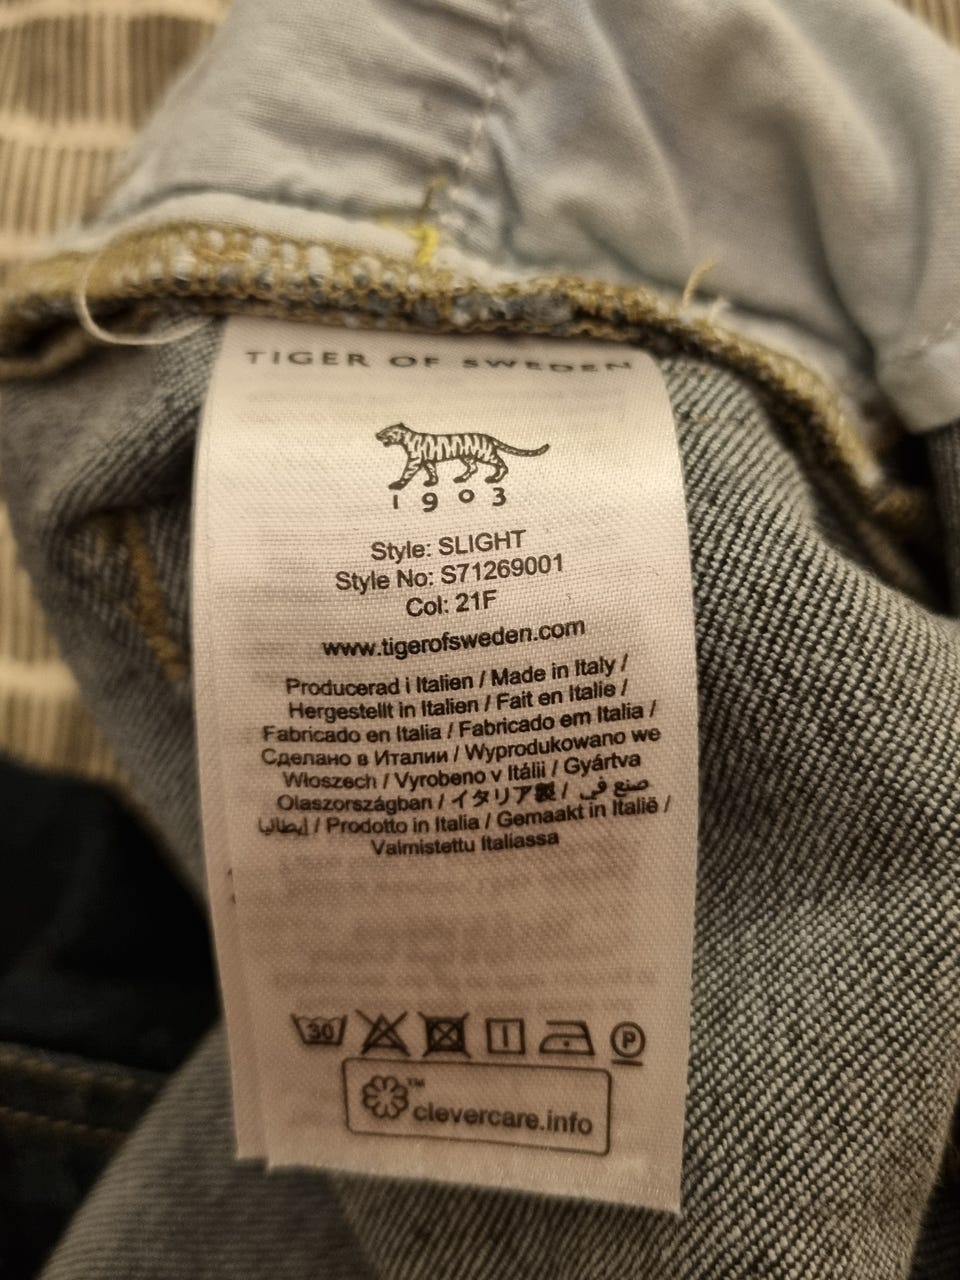 TIGER OF SWEDEN
1903
Style: SLIGHT
Style No: S71269001
Col: 21F
www.tigerofsweden.com
Producerad i Italien / Made in Italy /
Hergestellt in Italien / Fait en Italie /
Fabricado en Italia / Fabricado em Italia /
Сделано в Италии / Wyprodukowano we
Włoszech / Vyrobeno v Itálii / Gyártva
Olaszországban / イタリア製 / صنع في
إيطاليا / Prodotto in Italia / Gemaakt in Italië /
Valmistettu Italiassa
30 P
clevercare.info™